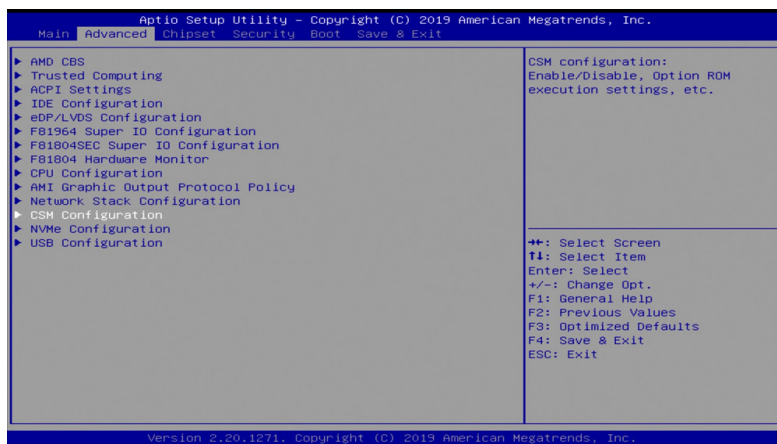 Aptio Setup Utility – Copyright (C) 2019 American Megatrends, Inc.
Main Advanced Chipset Security Boot Save & Exit
▶ AMD CBS
▶ Trusted Computing
▶ ACPI Settings
▶ IDE Configuration
▶ eDP/LVDS Configuration
▶ F81964 Super IO Configuration
▶ F81804SEC Super IO Configuration
▶ F81804 Hardware Monitor
▶ CPU Configuration
▶ AMI Graphic Output Protocol Policy
▶ Network Stack Configuration
▶ CSM Configuration
▶ NVMe Configuration
▶ USB Configuration
CSM configuration:
Enable/Disable, Option ROM
execution settings, etc.
→←: Select Screen
↑↓: Select Item
Enter: Select
+/-: Change Opt.
F1: General Help
F2: Previous Values
F3: Optimized Defaults
F4: Save & Exit
ESC: Exit
Version 2.20.1271. Copyright (C) 2019 American Megatrends, Inc.